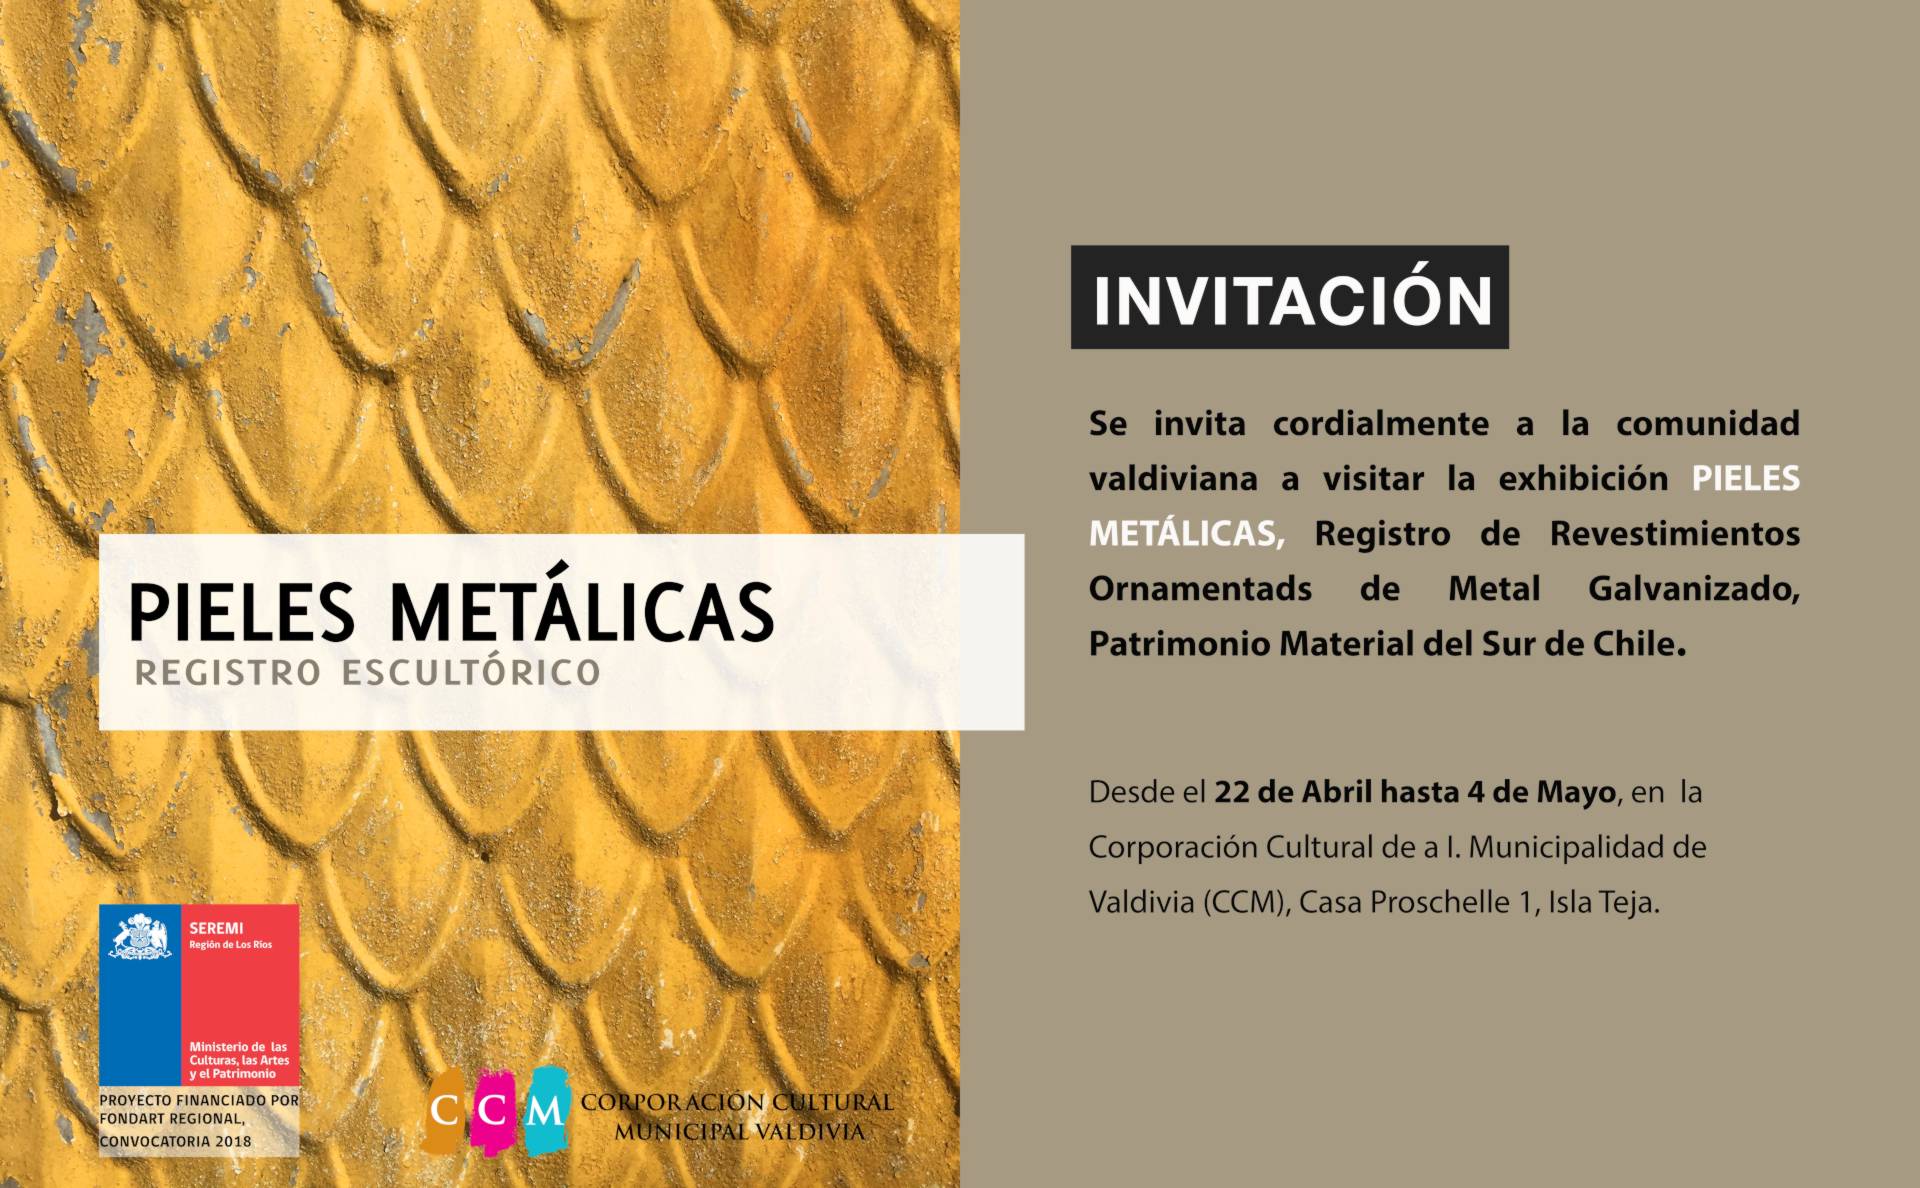 PIELES METÁLICAS
REGISTRO ESCULTÓRICO
SEREMI
Región de Los Ríos
Ministerio de las
Culturas, las Artes
y el Patrimonio
PROYECTO FINANCIADO POR
FONDART REGIONAL,
CONVOCATORIA 2018
C C M
CORPORACIÓN CULTURAL
MUNICIPAL VALDIVIA
INVITACIÓN
Se invita cordialmente a la comunidad
valdiviana a visitar la exhibición PIELES
METÁLICAS, Registro de Revestimientos
Ornamentads de Metal Galvanizado,
Patrimonio Material del Sur de Chile.
Desde el 22 de Abril hasta 4 de Mayo, en la
Corporación Cultural de a I. Municipalidad de
Valdivia (CCM), Casa Proschelle 1, Isla Teja.